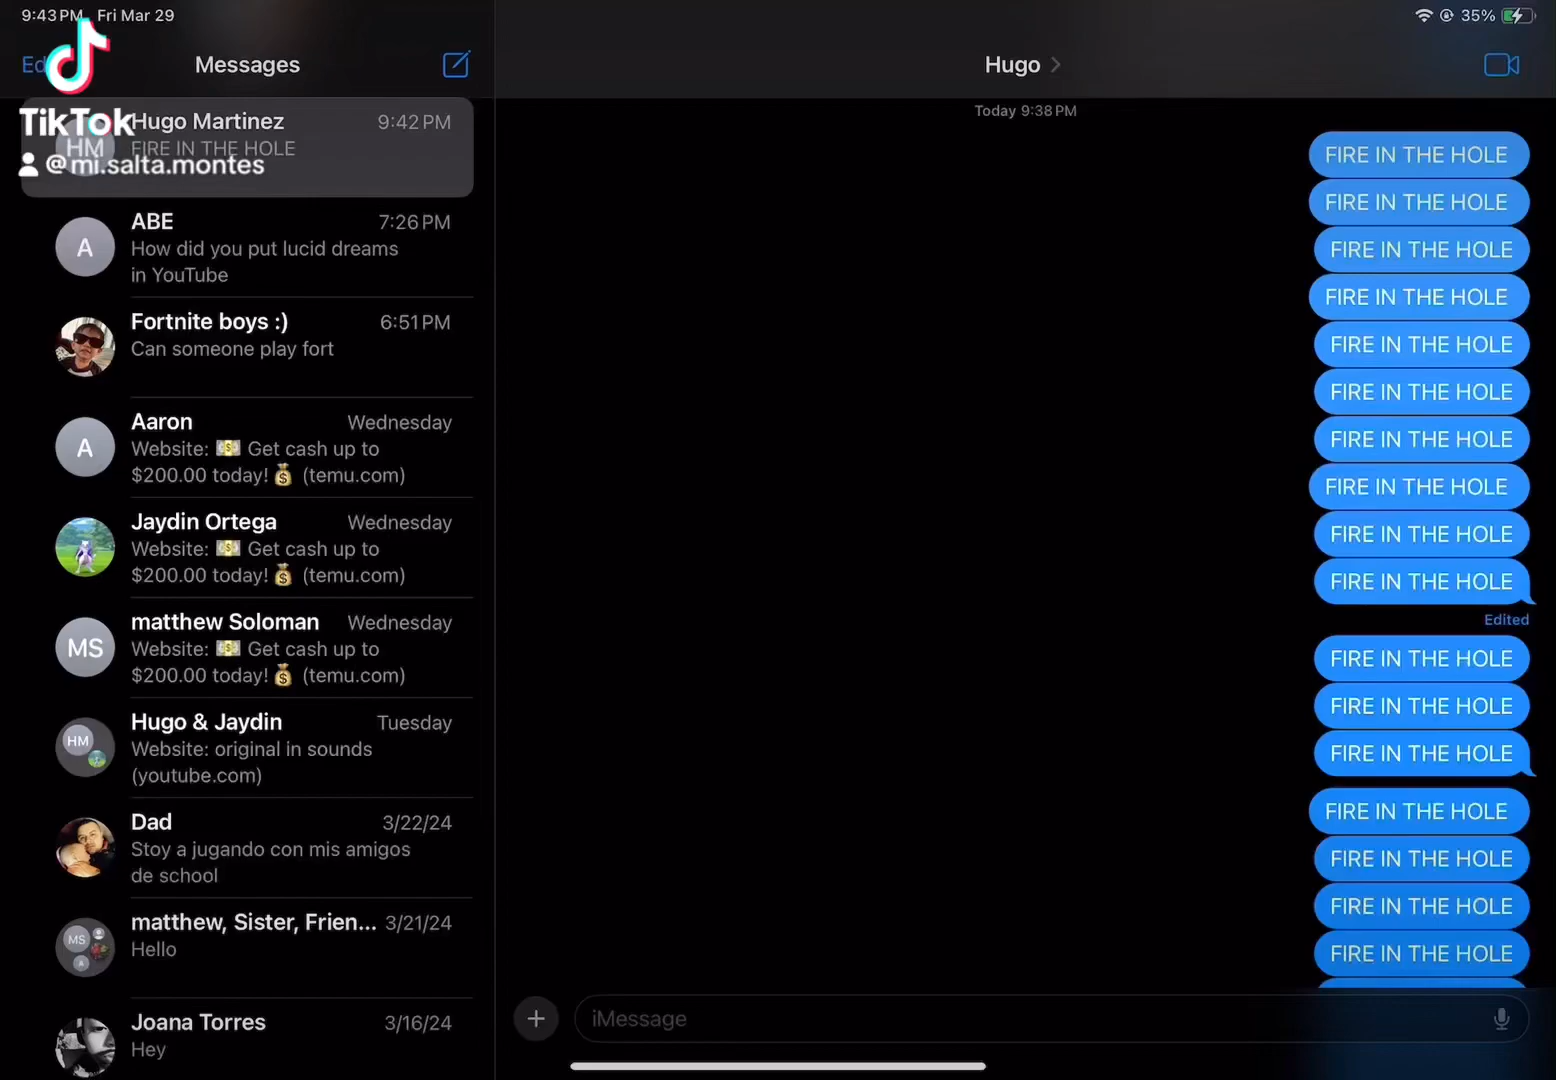 9:43 PM Fri Mar 29
35%
Messages
TikTok
@mi.salta.montes
Hugo Martinez 9:42 PM
HM
FIRE IN THE HOLE
ABE 7:26 PM
A
How did you put lucid dreams
in YouTube
Fortnite boys :) 6:51 PM
Can someone play fort
Aaron Wednesday
A
Website: 💵 Get cash up to
$200.00 today! 💰 (temu.com)
Jaydin Ortega Wednesday
Website: 💵 Get cash up to
$200.00 today! 💰 (temu.com)
matthew Soloman Wednesday
MS
Website: 💵 Get cash up to
$200.00 today! 💰 (temu.com)
Hugo & Jaydin Tuesday
HM
Website: original in sounds
(youtube.com)
Dad 3/22/24
Stoy a jugando con mis amigos
de school
matthew, Sister, Frien... 3/21/24
MS
A
Hello
Joana Torres 3/16/24
Hey
Hugo
Today 9:38 PM
FIRE IN THE HOLE
FIRE IN THE HOLE
FIRE IN THE HOLE
FIRE IN THE HOLE
FIRE IN THE HOLE
FIRE IN THE HOLE
FIRE IN THE HOLE
FIRE IN THE HOLE
FIRE IN THE HOLE
FIRE IN THE HOLE
Edited
FIRE IN THE HOLE
FIRE IN THE HOLE
FIRE IN THE HOLE
FIRE IN THE HOLE
FIRE IN THE HOLE
FIRE IN THE HOLE
FIRE IN THE HOLE
iMessage